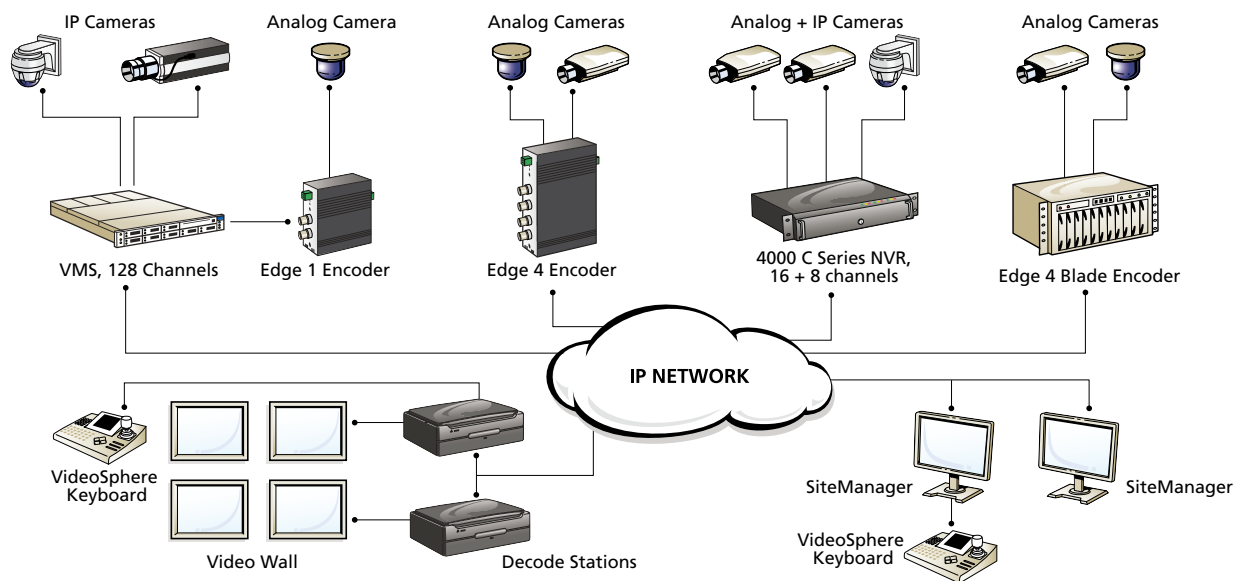 IP Cameras
Analog Camera
Analog Cameras
Analog + IP Cameras
Analog Cameras
VMS, 128 Channels
Edge 1 Encoder
Edge 4 Encoder
4000 C Series NVR,
16 + 8 channels
Edge 4 Blade Encoder
IP NETWORK
VideoSphere
Keyboard
Video Wall
Decode Stations
SiteManager
SiteManager
VideoSphere
Keyboard